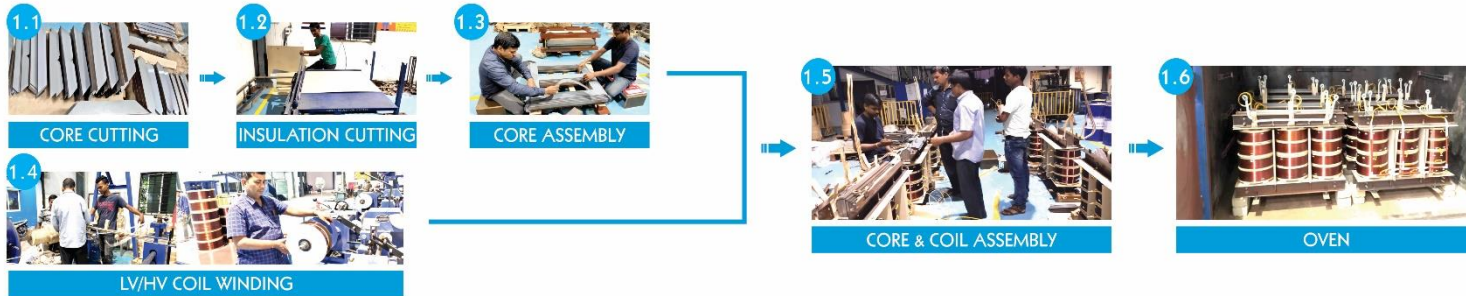 1.1
CORE CUTTING
1.2
INSULATION CUTTING
1.3
CORE ASSEMBLY
1.4
LV/HV COIL WINDING
1.5
CORE & COIL ASSEMBLY
1.6
OVEN